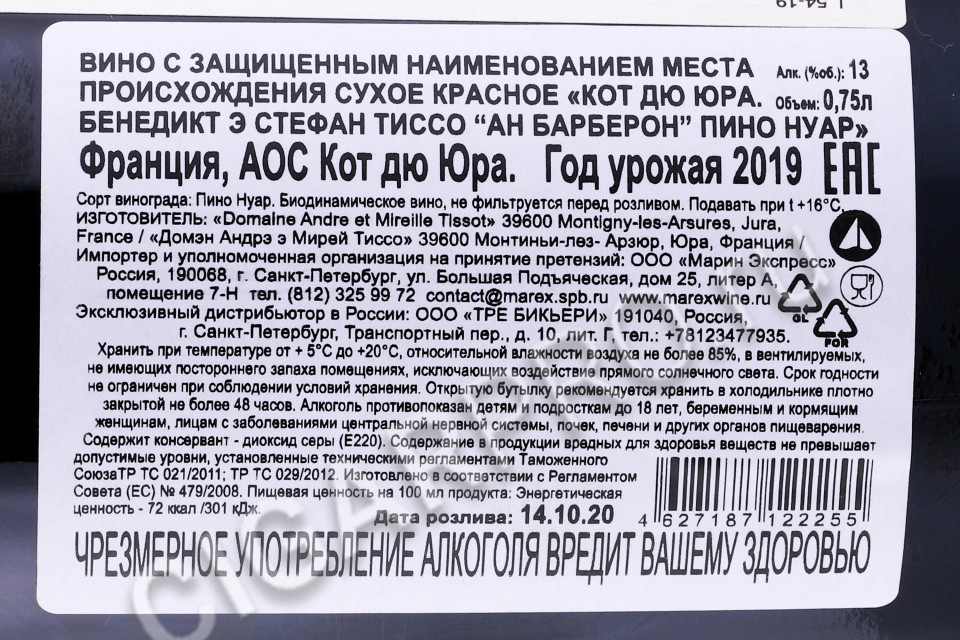 L 54-19
ВИНО С ЗАЩИЩЕННЫМ НАИМЕНОВАНИЕМ МЕСТА Алк. (%об.): 13
ПРОИСХОЖДЕНИЯ СУХОЕ КРАСНОЕ «КОТ ДЮ ЮРА. Объем: 0,75л
БЕНЕДИКТ Э СТЕФАН ТИССО “АН БАРБЕРОН” ПИНО НУАР»
Франция, АОС Кот дю Юра. Год урожая 2019 EAC
Сорт винограда: Пино Нуар. Биодинамическое вино, не фильтруется перед розливом. Подавать при t +16°C.
ИЗГОТОВИТЕЛЬ: «Domaine Andre et Mireille Tissot» 39600 Montigny-les-Arsures, Jura,
France / «Домэн Андрэ э Мирей Тиссо» 39600 Монтиньи-лез- Арзюр, Юра, Франция /
Импортер и уполномоченная организация на принятие претензий: ООО «Марин Экспресс»
Россия, 190068, г. Санкт-Петербург, ул. Большая Подъяческая, дом 25, литер А,
помещение 7-Н тел. (812) 325 99 72 contact@marex.spb.ru www.marexwine.ru
GL
Эксклюзивный дистрибьютор в России: ООО «ТРЕ БИКЬЕРИ» 191040, Россия,
г. Санкт-Петербург, Транспортный пер., д. 10, лит. Г тел.: +78123477935.
FOR
Хранить при температуре от + 5°C до +20°C, относительной влажности воздуха не более 85%, в вентилируемых,
не имеющих постороннего запаха помещениях, исключающих воздействие прямого солнечного света. Срок годности
не ограничен при соблюдении условий хранения. Открытую бутылку рекомендуется хранить в холодильнике плотно
закрытой не более 48 часов. Алкоголь противопоказан детям и подросткам до 18 лет, беременным и кормящим
женщинам, лицам с заболеваниями центральной нервной системы, почек, печени и других органов пищеварения.
Содержит консервант - диоксид серы (E220). Содержание в продукции вредных для здоровья веществ не превышает
допустимые уровни, установленные техническими регламентами Таможенного
СоюзаТР ТС 021/2011; ТР ТС 029/2012. Изготовлено в соответствии с Регламентом
Совета (ЕС) № 479/2008. Пищевая ценность на 100 мл продукта: Энергетическая
ценность - 72 ккал /301 кДж.
Дата розлива: 14.10.20
4 627187 122255
ЧРЕЗМЕРНОЕ УПОТРЕБЛЕНИЕ АЛКОГОЛЯ ВРЕДИТ ВАШЕМУ ЗДОРОВЬЮ
CIGARPRO.ru